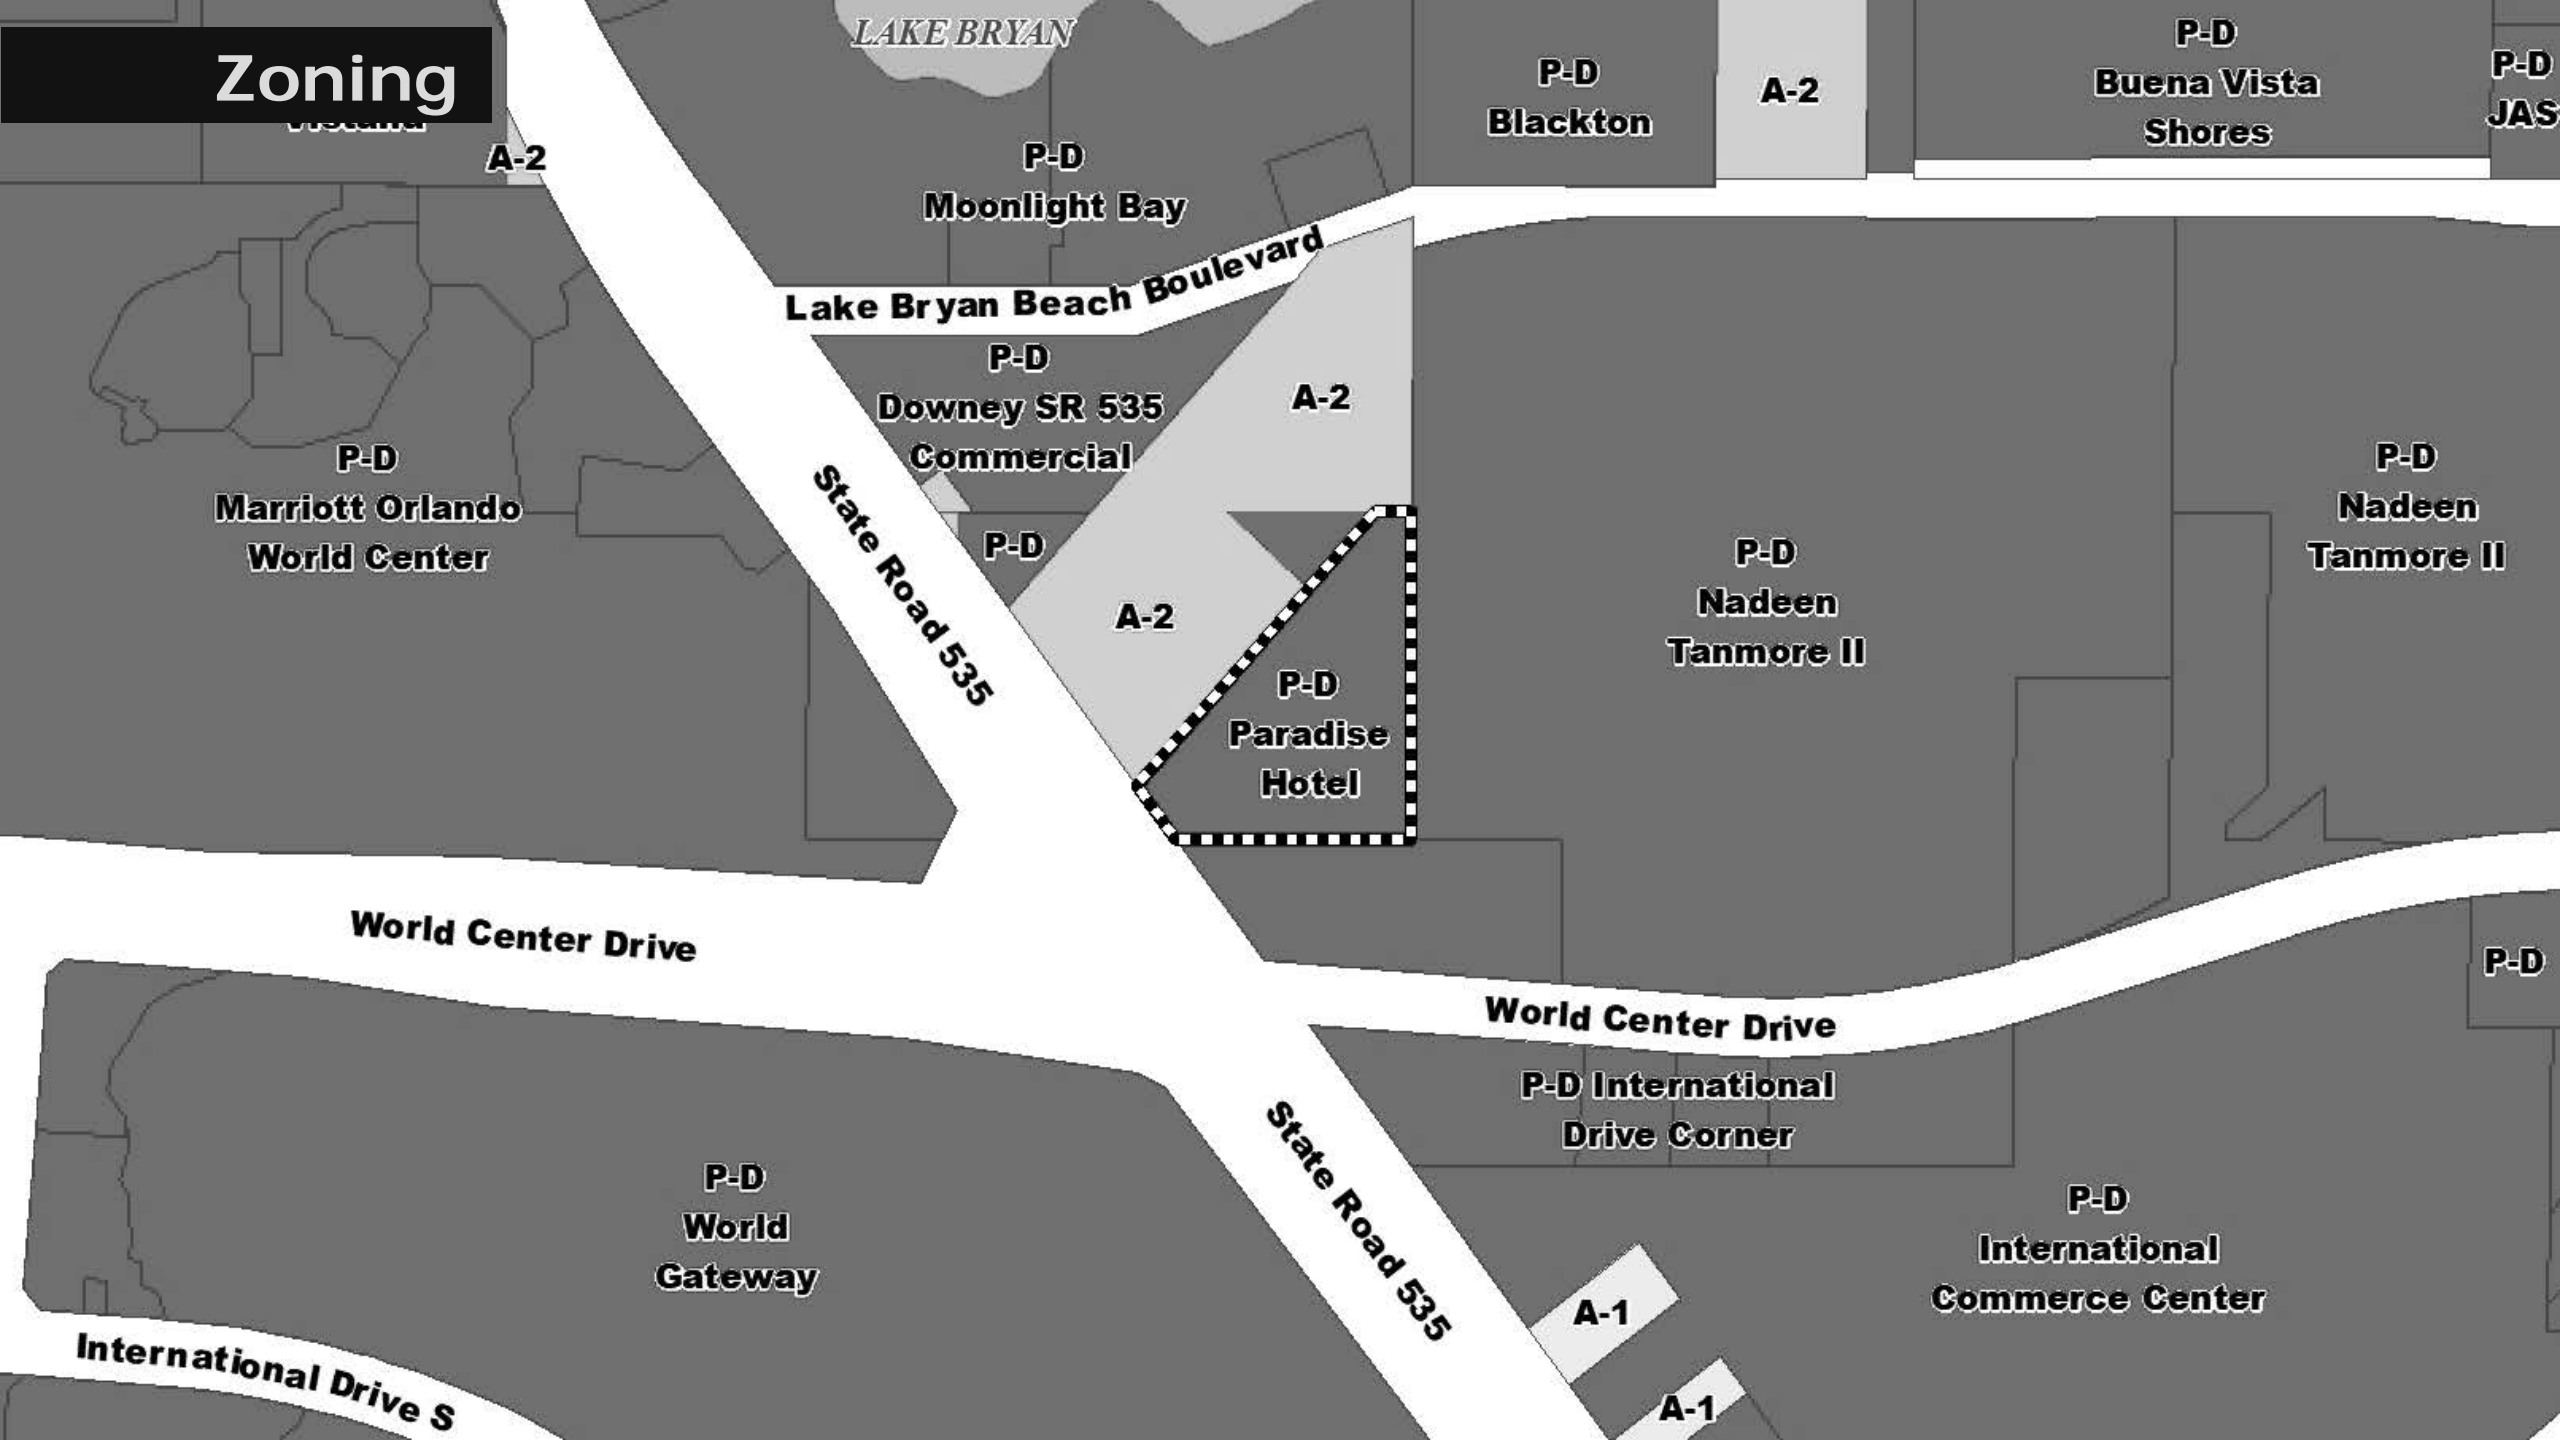 Zoning
LAKE BRYAN
P-D
Blackton
A-2
P-D
Buena Vista
Shores
P-D
JAS
A-2
P-D
Moonlight Bay
Lake Bryan Beach Boulevard
P-D
Downey SR 535
Commercial
A-2
P-D
Marriott Orlando
World Center
State Road 535
P-D
A-2
P-D
Nadeen
Tanmore II
P-D
Nadeen
Tanmore II
P-D
Paradise
Hotel
World Center Drive
World Center Drive
P-D
P-D International
Drive Corner
State Road 535
P-D
World
Gateway
P-D
International
Commerce Center
A-1
A-1
International Drive S